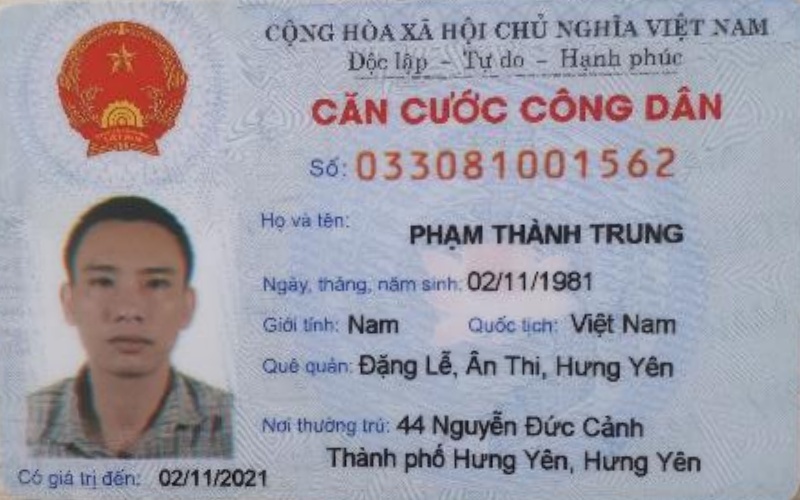 CỘNG HÒA XÃ HỘI CHỦ NGHĨA VIỆT NAM
Độc lập - Tự do - Hạnh phúc
CĂN CƯỚC CÔNG DÂN
Số: 033081001562
Họ và tên: PHẠM THÀNH TRUNG
Ngày, tháng, năm sinh: 02/11/1981
Giới tính: Nam Quốc tịch: Việt Nam
Quê quán: Đặng Lễ, Ân Thi, Hưng Yên
Nơi thường trú: 44 Nguyễn Đức Cảnh
Thành phố Hưng Yên, Hưng Yên
Có giá trị đến: 02/11/2021